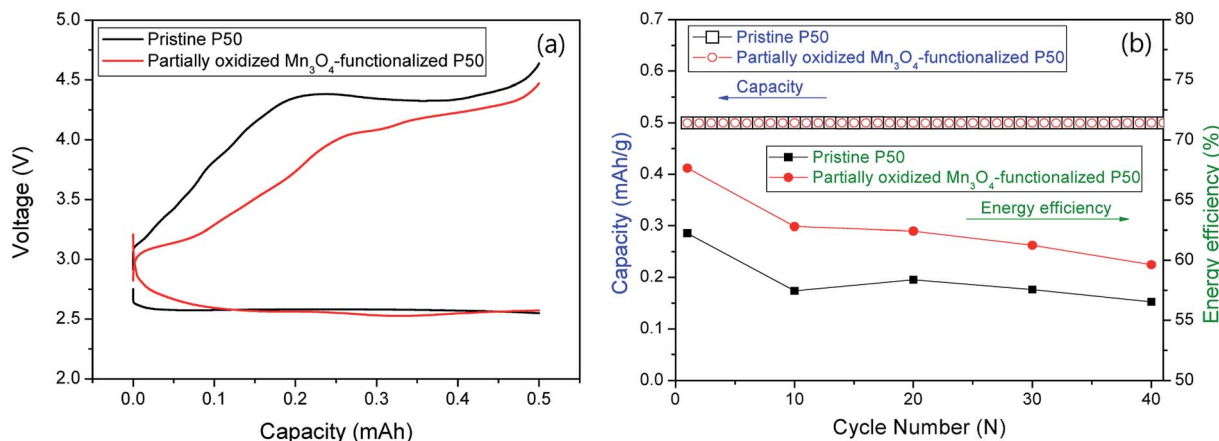 5.0
4.5
4.0
3.5
3.0
2.5
2.0
Voltage (V)
Pristine P50
Partially oxidized Mn₃O₄-functionalized P50
(a)
0.0 0.1 0.2 0.3 0.4 0.5
Capacity (mAh)
0.7
0.6
0.5
0.4
0.3
0.2
0.1
0.0
Capacity (mAh/g)
Pristine P50
Partially oxidized Mn₃O₄-functionalized P50
(b)
Capacity
Pristine P50
Partially oxidized Mn₃O₄-functionalized P50
Energy efficiency
80
75
70
65
60
55
50
Energy efficiency (%)
0 10 20 30 40
Cycle Number (N)